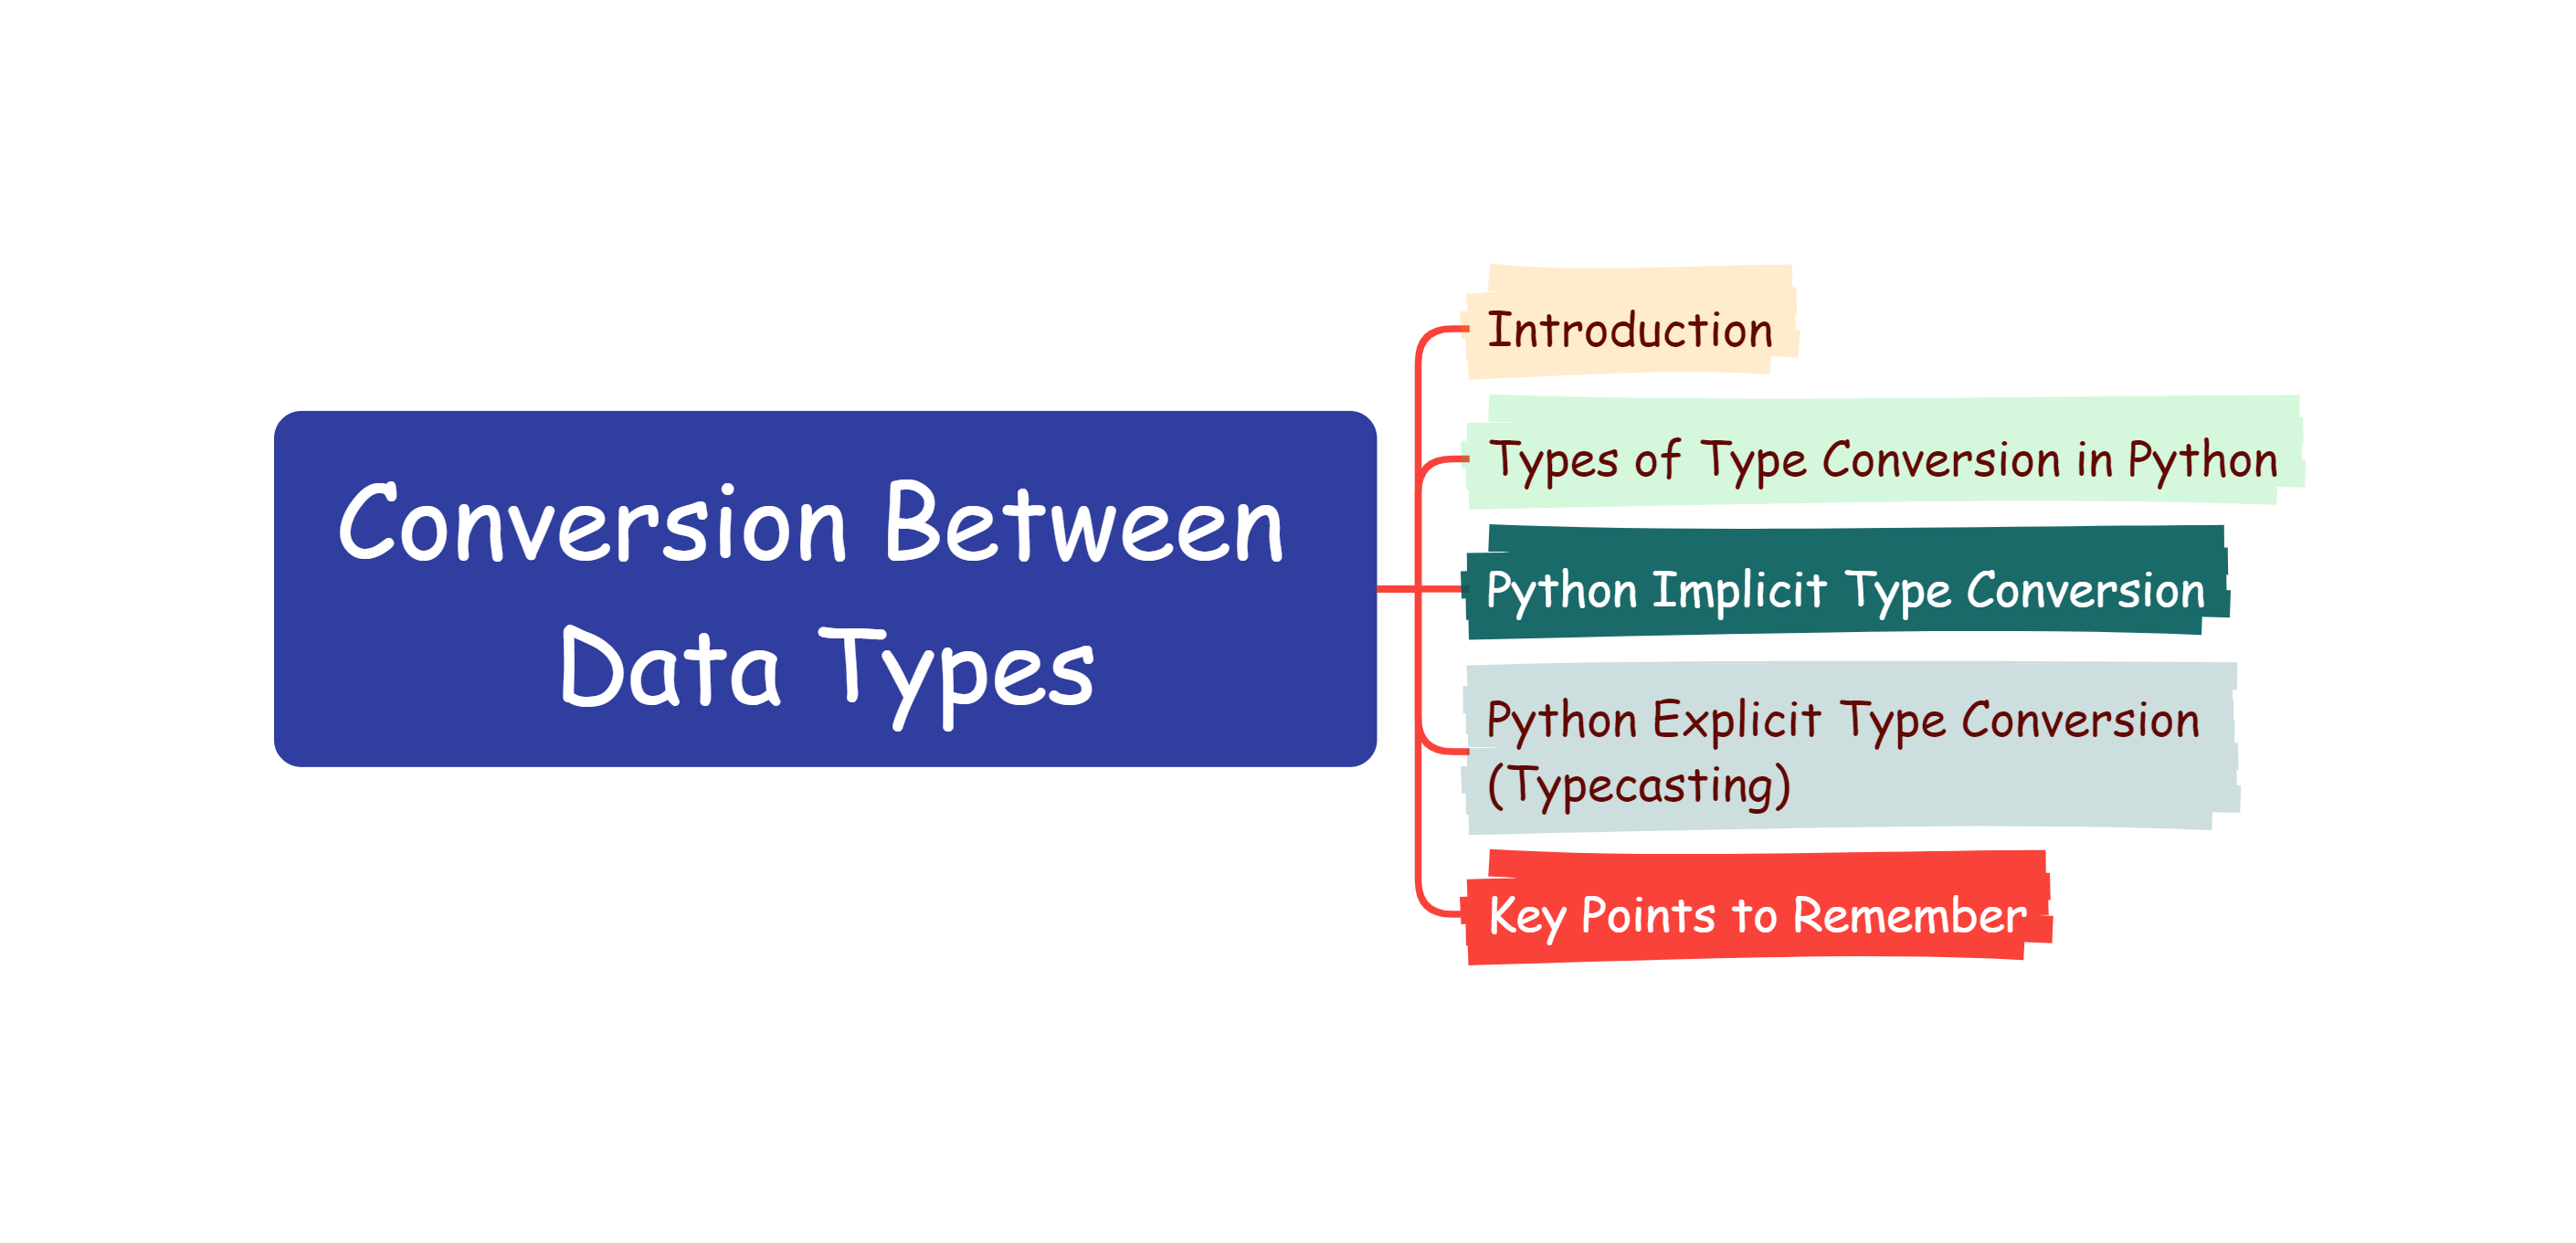 Conversion Between
Data Types
Introduction
Types of Type Conversion in Python
Python Implicit Type Conversion
Python Explicit Type Conversion
(Typecasting)
Key Points to Remember